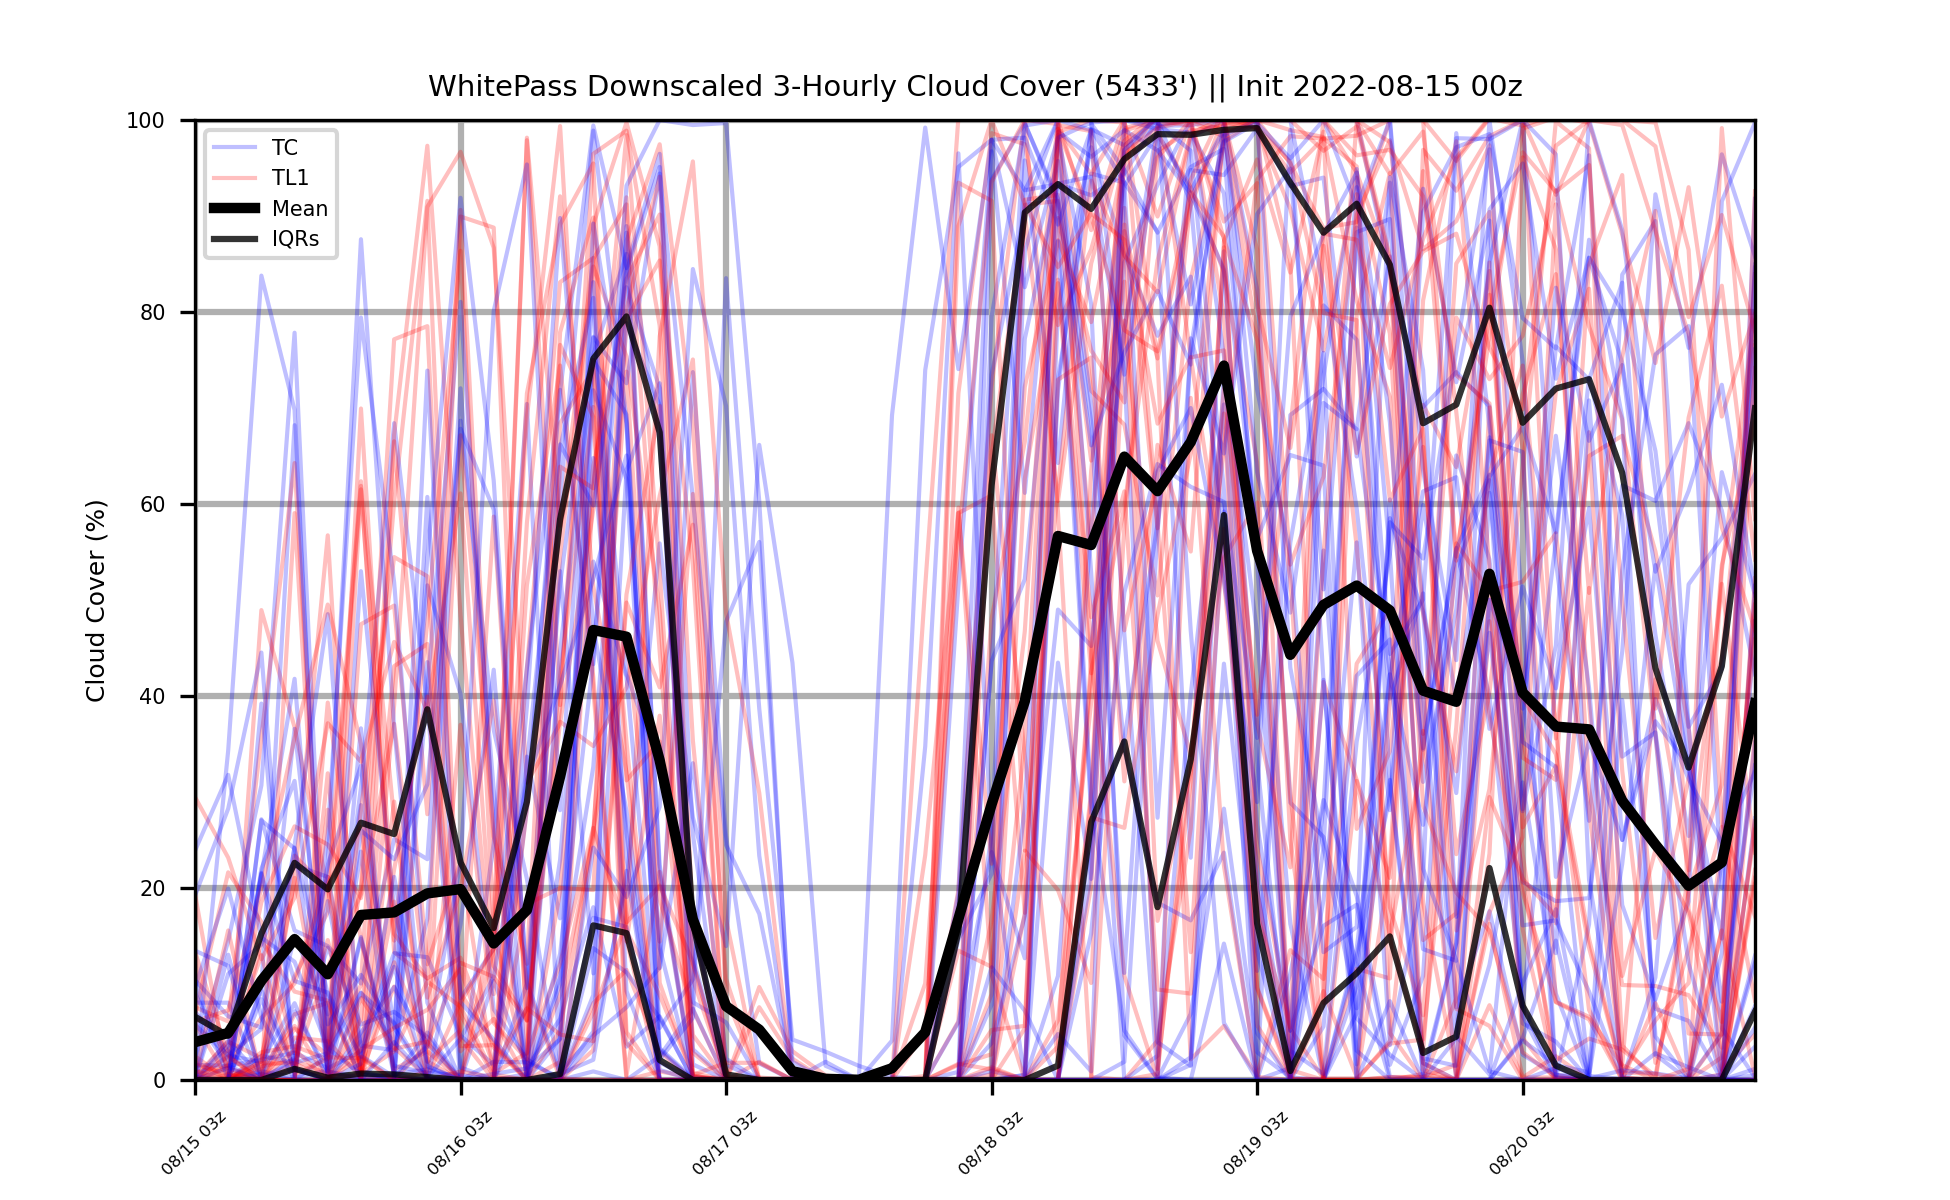 WhitePass Downscaled 3-Hourly Cloud Cover (5433') || Init 2022-08-15 00z
100
80
60
40
20
0
Cloud Cover (%)
TC
TL1
Mean
IQRs
08/15 03z
08/16 03z
08/17 03z
08/18 03z
08/19 03z
08/20 03z